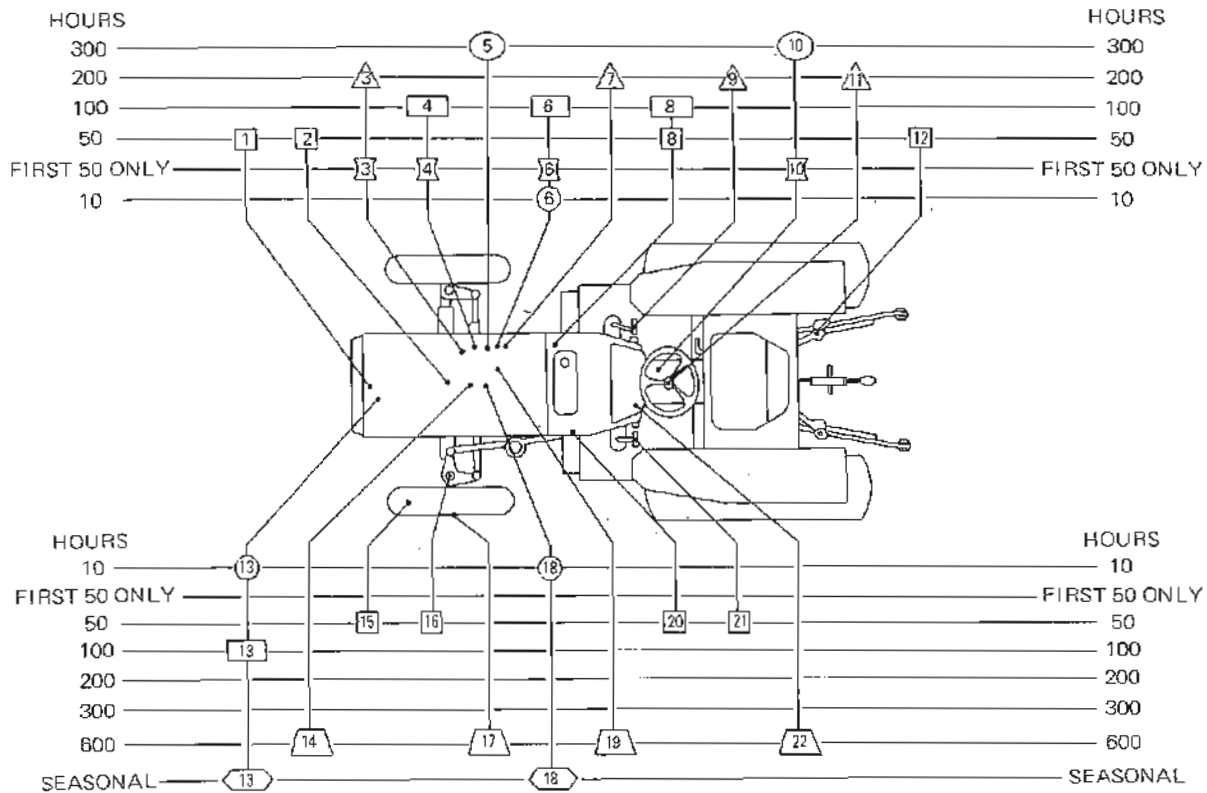 HOURS HOURS
300 5 10 300
200 3 7 9 11 200
100 4 6 8 100
50 1 2 8 12 50
FIRST 50 ONLY 3 4 6 10 FIRST 50 ONLY
10 6 10
HOURS HOURS
10 13 18 10
FIRST 50 ONLY FIRST 50 ONLY
50 15 16 20 21 50
100 13 100
200 200
300 300
600 14 17 19 22 600
SEASONAL 13 18 SEASONAL